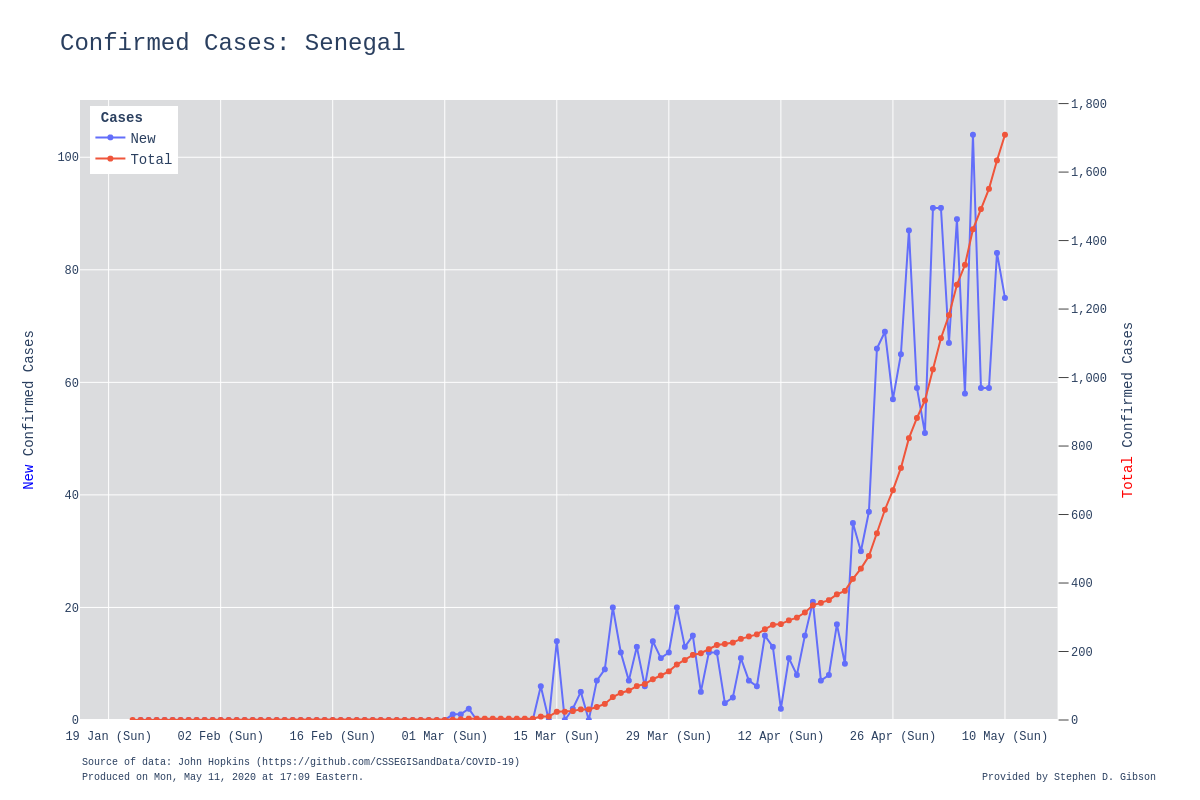 Confirmed Cases: Senegal
Cases
New
Total
100
80
60
40
20
0
1,800
1,600
1,400
1,200
1,000
800
600
400
200
0
New Confirmed Cases
Total Confirmed Cases
19 Jan (Sun) 02 Feb (Sun) 16 Feb (Sun) 01 Mar (Sun) 15 Mar (Sun) 29 Mar (Sun) 12 Apr (Sun) 26 Apr (Sun) 10 May (Sun)
Source of data: John Hopkins (https://github.com/CSSEGISandData/COVID-19)
Produced on Mon, May 11, 2020 at 17:09 Eastern.
Provided by Stephen D. Gibson